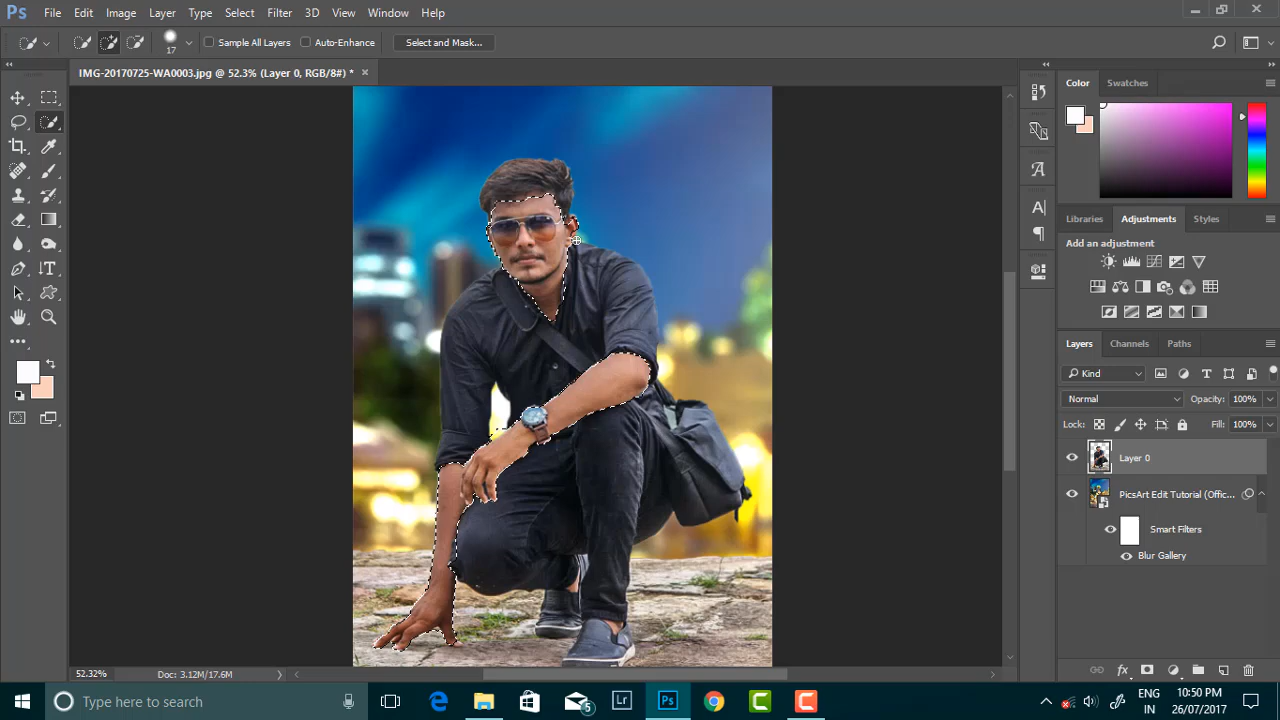 Ps File Edit Image Layer Type Select Filter 3D View Window Help
17 Sample All Layers Auto-Enhance Select and Mask...
IMG-20170725-WA0003.jpg @ 52.3% (Layer 0, RGB/8#) * ×
Color Swatches
Libraries Adjustments Styles
Add an adjustment
Layers Channels Paths
Kind
Normal Opacity: 100%
Lock: Fill: 100%
Layer 0
PicsArt Edit Tutorial (Offic...
Smart Filters
Blur Gallery
52.32% Doc: 3.12M/17.6M
Type here to search
5
Lr
Ps
ENG
IN
10:50 PM
26/07/2017